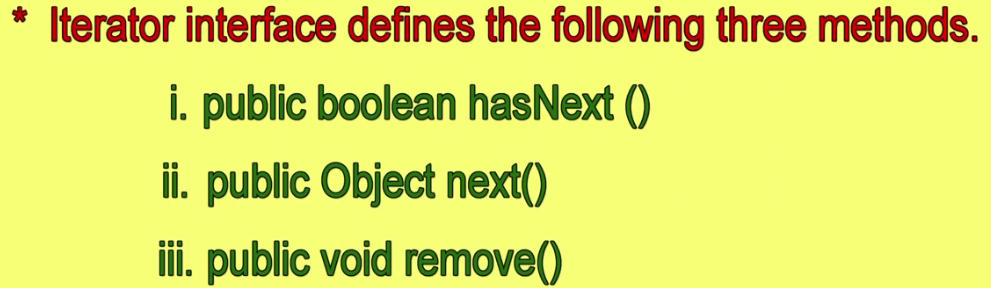 * Iterator interface defines the following three methods.
i. public boolean hasNext ()
ii. public Object next()
iii. public void remove()